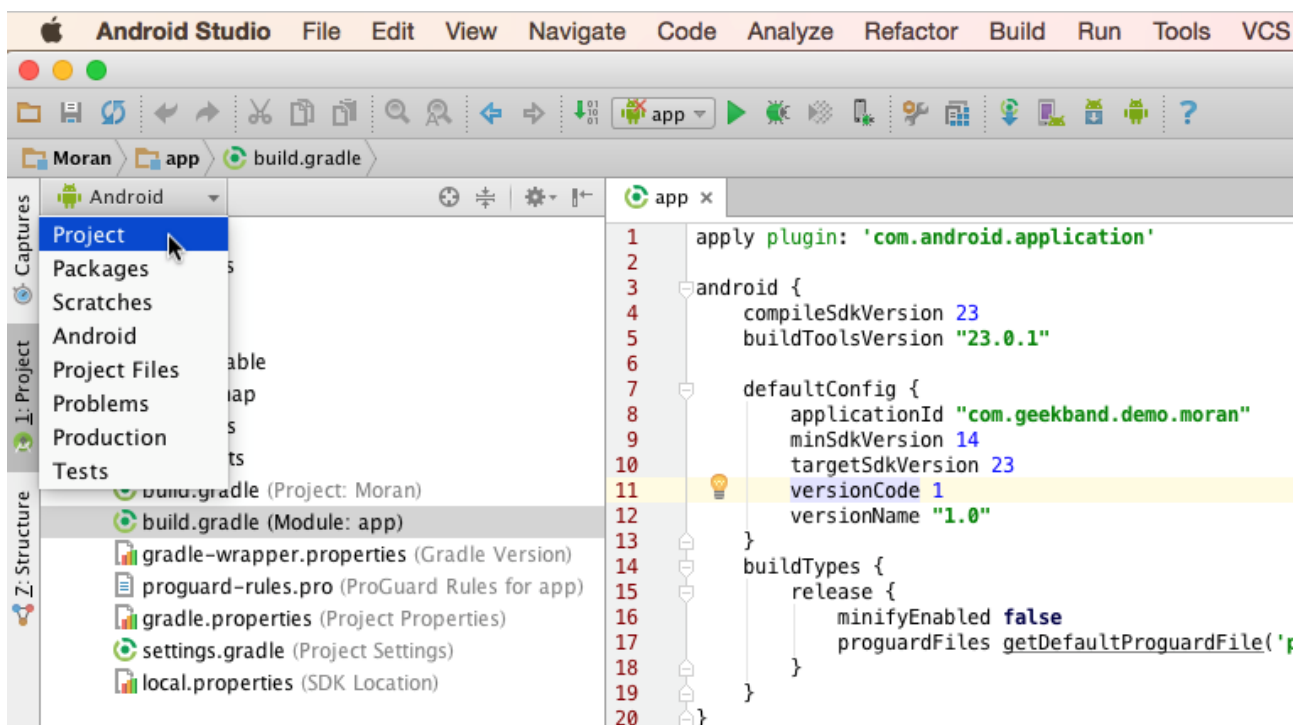 Android Studio File Edit View Navigate Code Analyze Refactor Build Run Tools VCS
app
?
Moran app build.gradle
Android
app ×
Captures
1: Project
Z: Structure
Project
Packages
Scratches
Android
Project Files
Problems
Production
Tests
s
able
ap
s
ts
build.gradle (Project: Moran)
build.gradle (Module: app)
gradle-wrapper.properties (Gradle Version)
proguard-rules.pro (ProGuard Rules for app)
gradle.properties (Project Properties)
settings.gradle (Project Settings)
local.properties (SDK Location)
1 apply plugin: 'com.android.application'
2
3 android {
4 compileSdkVersion 23
5 buildToolsVersion "23.0.1"
6
7 defaultConfig {
8 applicationId "com.geekband.demo.moran"
9 minSdkVersion 14
10 targetSdkVersion 23
11 versionCode 1
12 versionName "1.0"
13 }
14 buildTypes {
15 release {
16 minifyEnabled false
17 proguardFiles getDefaultProguardFile('p
18 }
19 }
20 }